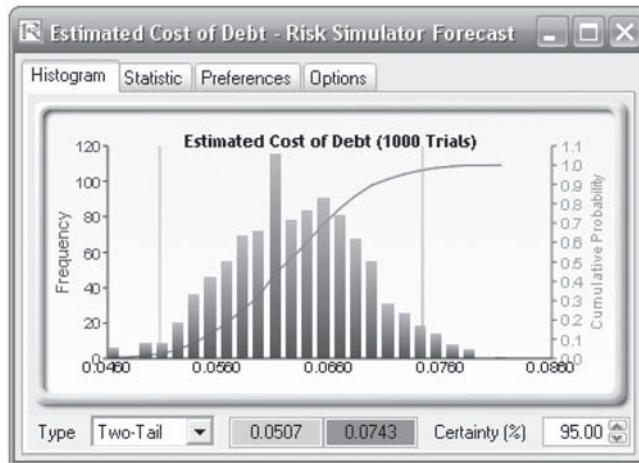 Estimated Cost of Debt - Risk Simulator Forecast
Histogram Statistic Preferences Options
Estimated Cost of Debt (1000 Trials)
Frequency
120
100
80
60
40
20
0
1.1
1.0
0.9
0.8
0.7
0.6
0.5
0.4
0.3
0.2
0.1
0.0
Cumulative Probability
0.0460 0.0560 0.0660 0.0760 0.0860
Type Two-Tail 0.0507 0.0743 Certainty (%) 95.00